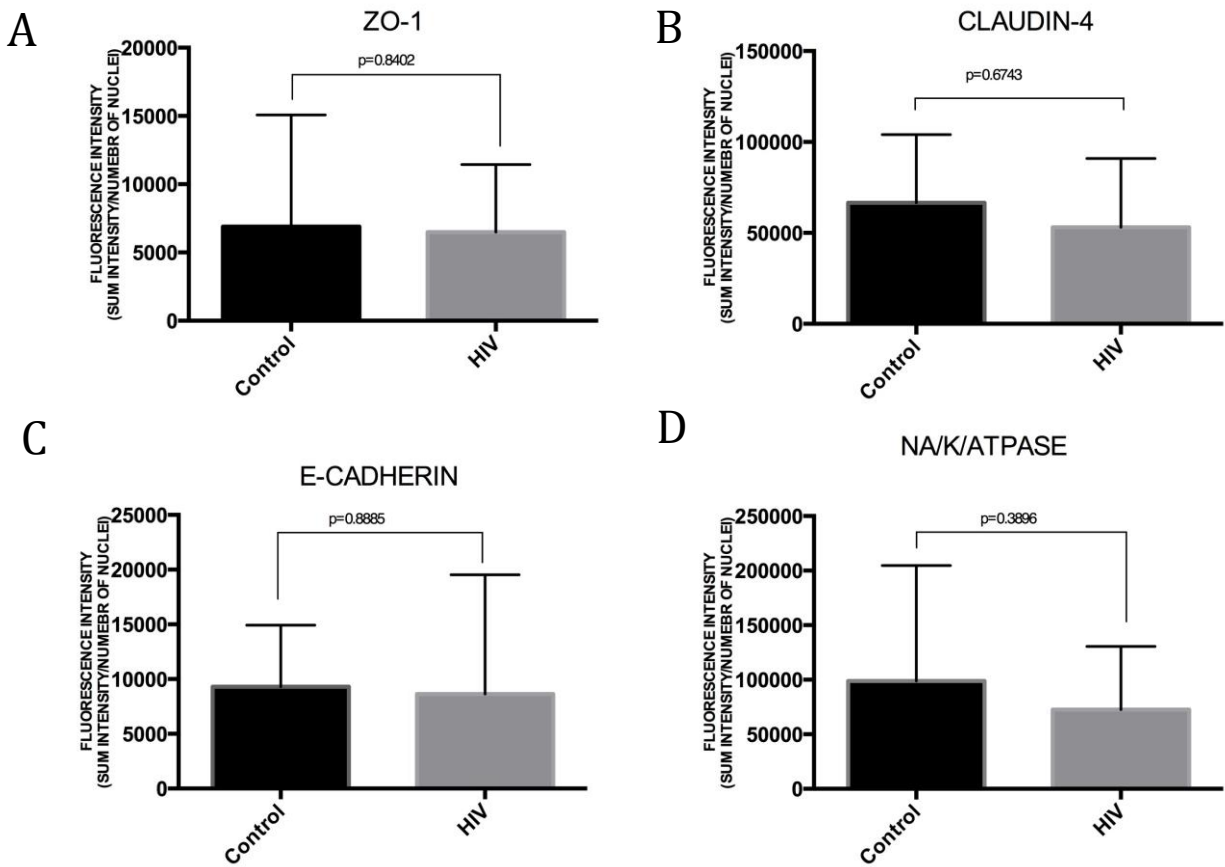 A
ZO-1
FLUORESCENCE INTENSITY
(SUM INTENSITY/NUMEBR OF NUCLEI)
20000
15000
10000
5000
0
p=0.8402
Control
HIV
B
CLAUDIN-4
FLUORESCENCE INTENSITY
(SUM INTENSITY/NUMEBR OF NUCLEI)
150000
100000
50000
0
p=0.6743
Control
HIV
C
E-CADHERIN
FLUORESCENCE INTENSITY
(SUM INTENSITY/NUMEBR OF NUCLEI)
25000
20000
15000
10000
5000
0
p=0.8885
Control
HIV
D
NA/K/ATPASE
FLUORESCENCE INTENSITY
(SUM INTENSITY/NUMEBR OF NUCLEI)
250000
200000
150000
100000
50000
0
p=0.3896
Control
HIV